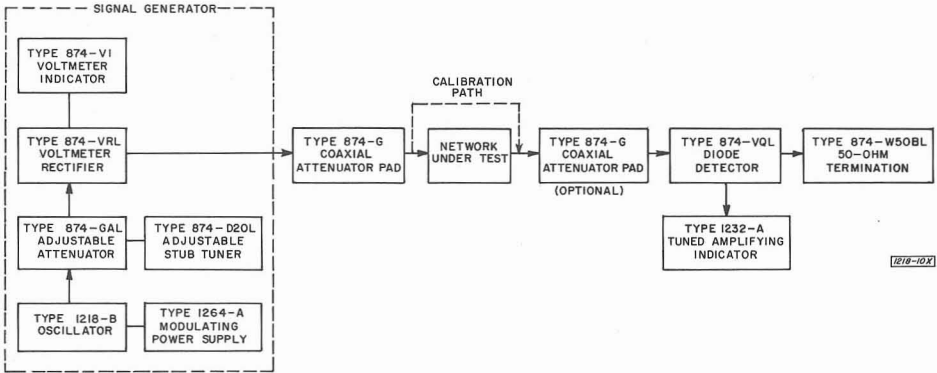 SIGNAL GENERATOR
TYPE 874-VI
VOLTMETER
INDICATOR
TYPE 874-VRL
VOLTMETER
RECTIFIER
TYPE 874-GAL
ADJUSTABLE
ATTENUATOR
TYPE 874-D20L
ADJUSTABLE
STUB TUNER
TYPE 1218-B
OSCILLATOR
TYPE 1264-A
MODULATING
POWER SUPPLY
TYPE 874-G
COAXIAL
ATTENUATOR PAD
CALIBRATION
PATH
NETWORK
UNDER TEST
TYPE 874-G
COAXIAL
ATTENUATOR PAD
(OPTIONAL)
TYPE 874-VQL
DIODE
DETECTOR
TYPE 874-W50BL
50-OHM
TERMINATION
TYPE 1232-A
TUNED AMPLIFYING
INDICATOR
1218-10X